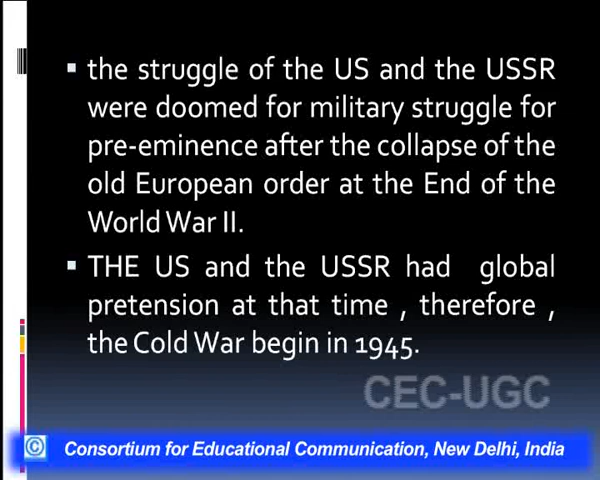 the struggle of the US and the USSR
were doomed for military struggle for
pre-eminence after the collapse of the
old European order at the End of the
World War II.
THE US and the USSR had global
pretension at that time , therefore ,
the Cold War begin in 1945.
CEC-UGC
© Consortium for Educational Communication, New Delhi, India